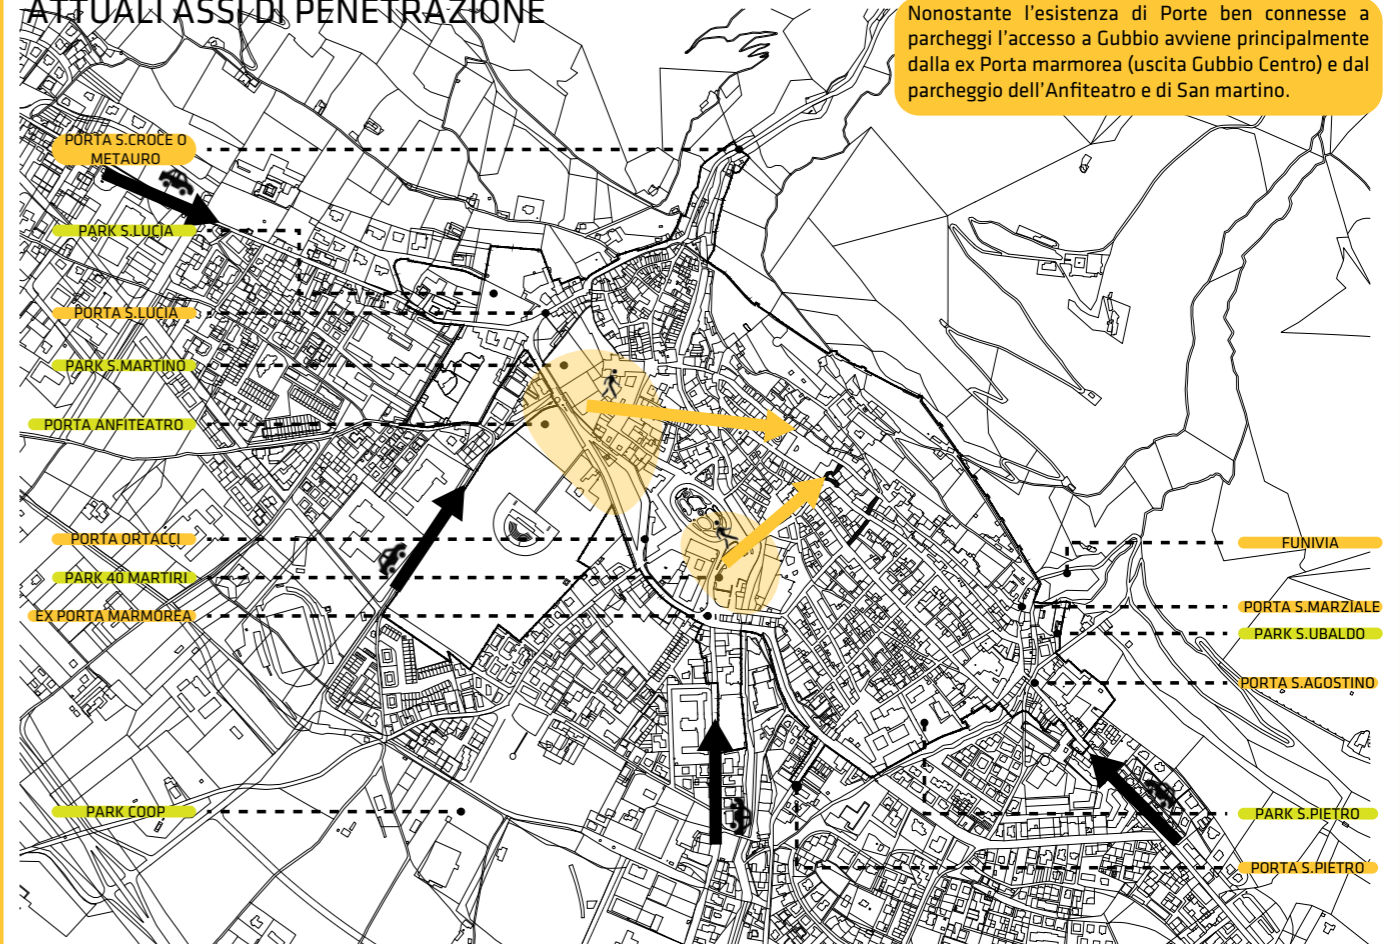 ATTUALI ASSI DI PENETRAZIONE
Nonostante l'esistenza di Porte ben connesse a
parcheggi l'accesso a Gubbio avviene principalmente
dalla ex Porta marmorea (uscita Gubbio Centro) e dal
parcheggio dell'Anfiteatro e di San martino.
PORTA S.CROCE O
METAURO
PARK S.LUCIA
PORTA S.LUCIA
PARK S.MARTINO
PORTA ANFITEATRO
PORTA ORTACCI
PARK 40 MARTIRI
EX PORTA MARMOREA
PARK COOP
FUNIVIA
PORTA S.MARZIALE
PARK S.UBALDO
PORTA S.AGOSTINO
PARK S.PIETRO
PORTA S.PIETRO